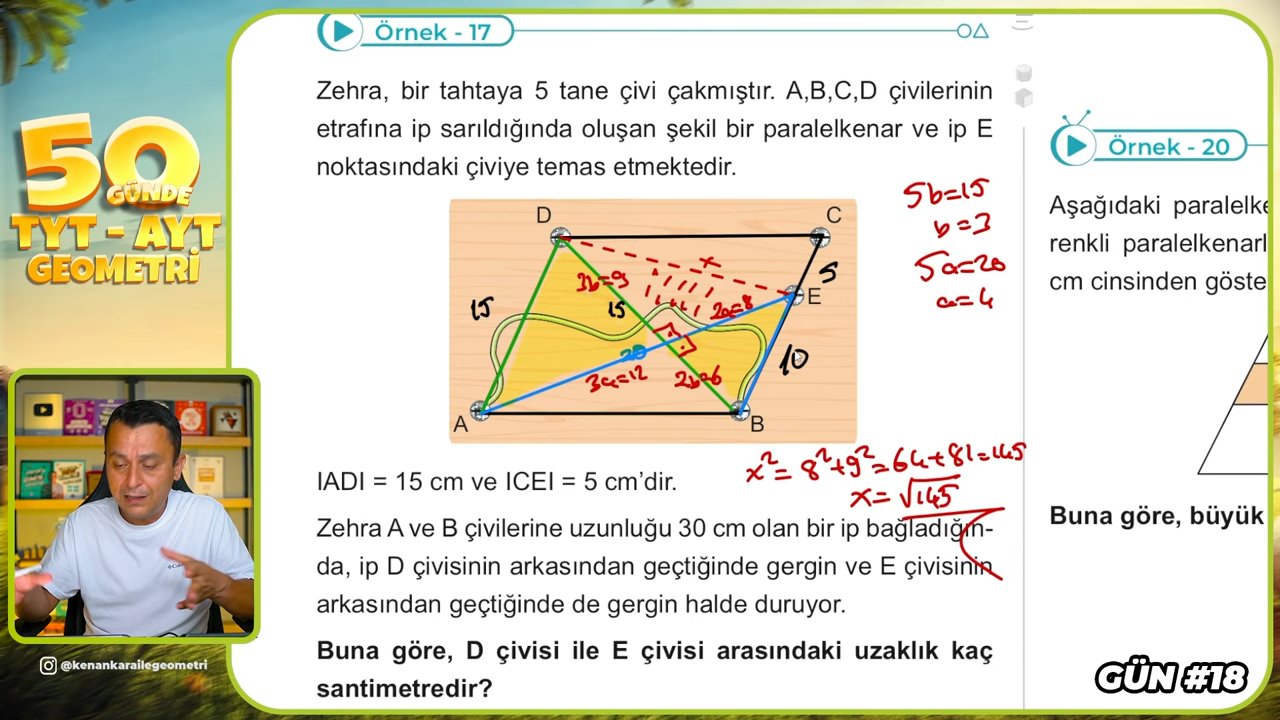 50
GÜNDE
TYT - AYT
GEOMETRİ
Örnek - 17
Zehra, bir tahtaya 5 tane çivi çakmıştır. A,B,C,D çivilerinin
etrafına ip sarıldığında oluşan şekil bir paralelkenar ve ip E
noktasındaki çiviye temas etmektedir.
D
C
E
A
B
15
15
5
10
x
3b=9
2a=8
20
3a=12
2b=6
5b=15
b=3
5a=20
a=4
x²=8²+9²=64+81=145
x=√145
IADI = 15 cm ve ICEI = 5 cm’dir.
Zehra A ve B çivilerine uzunluğu 30 cm olan bir ip bağladığın-
da, ip D çivisinin arkasından geçtiğinde gergin ve E çivisinin
arkasından geçtiğinde de gergin halde duruyor.
Buna göre, D çivisi ile E çivisi arasındaki uzaklık kaç
santimetredir?
Örnek - 20
Aşağıdaki paralelke
renkli paralelkenarl
cm cinsinden göste
Buna göre, büyük
@kenankarailegeometri
GÜN #18